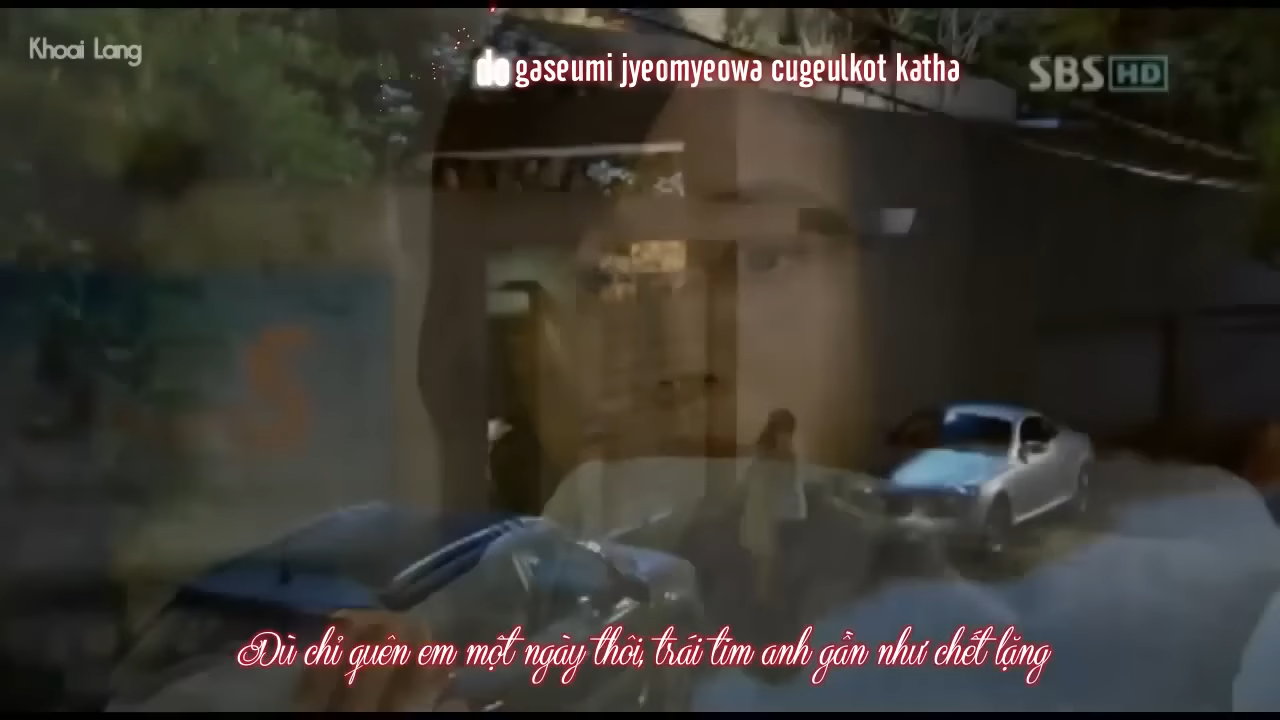 Khoai Lang
do gaseumi jyeomyeowa cugeulkot katha
SBS HD
Dù chỉ quên em một ngày thôi, trái tim anh gần như chết lặng